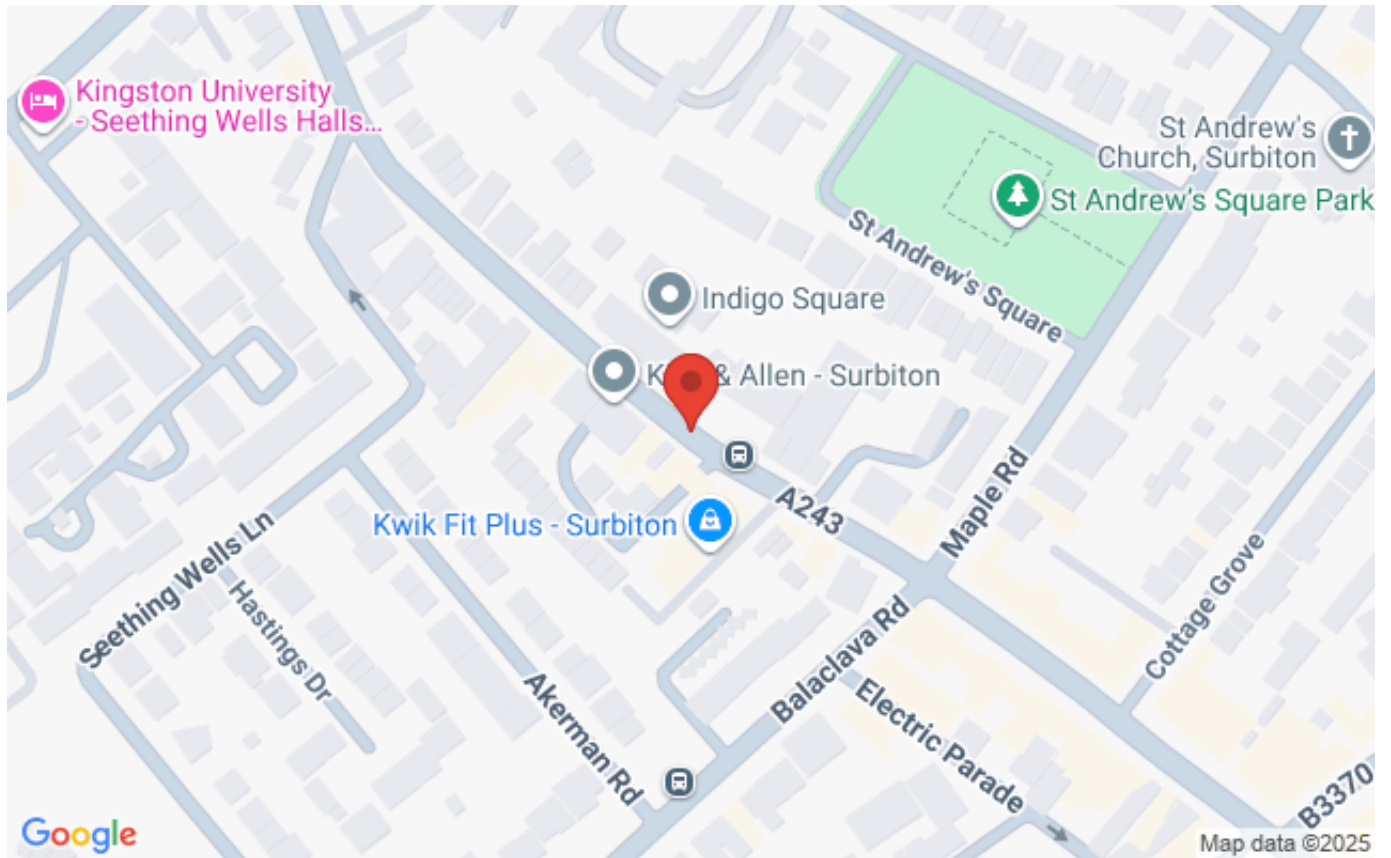 Kingston University
- Seething Wells Halls...
St Andrew's
Church, Surbiton
St Andrew's Square Park
St Andrew's Square
Indigo Square
& Allen - Surbiton
Kwik Fit Plus - Surbiton
A243
Maple Rd
Seething Wells Ln
Hastings Dr
Akerman Rd
Balaclava Rd
Electric Parade
Cottage Grove
B3370
Google
Map data ©2025